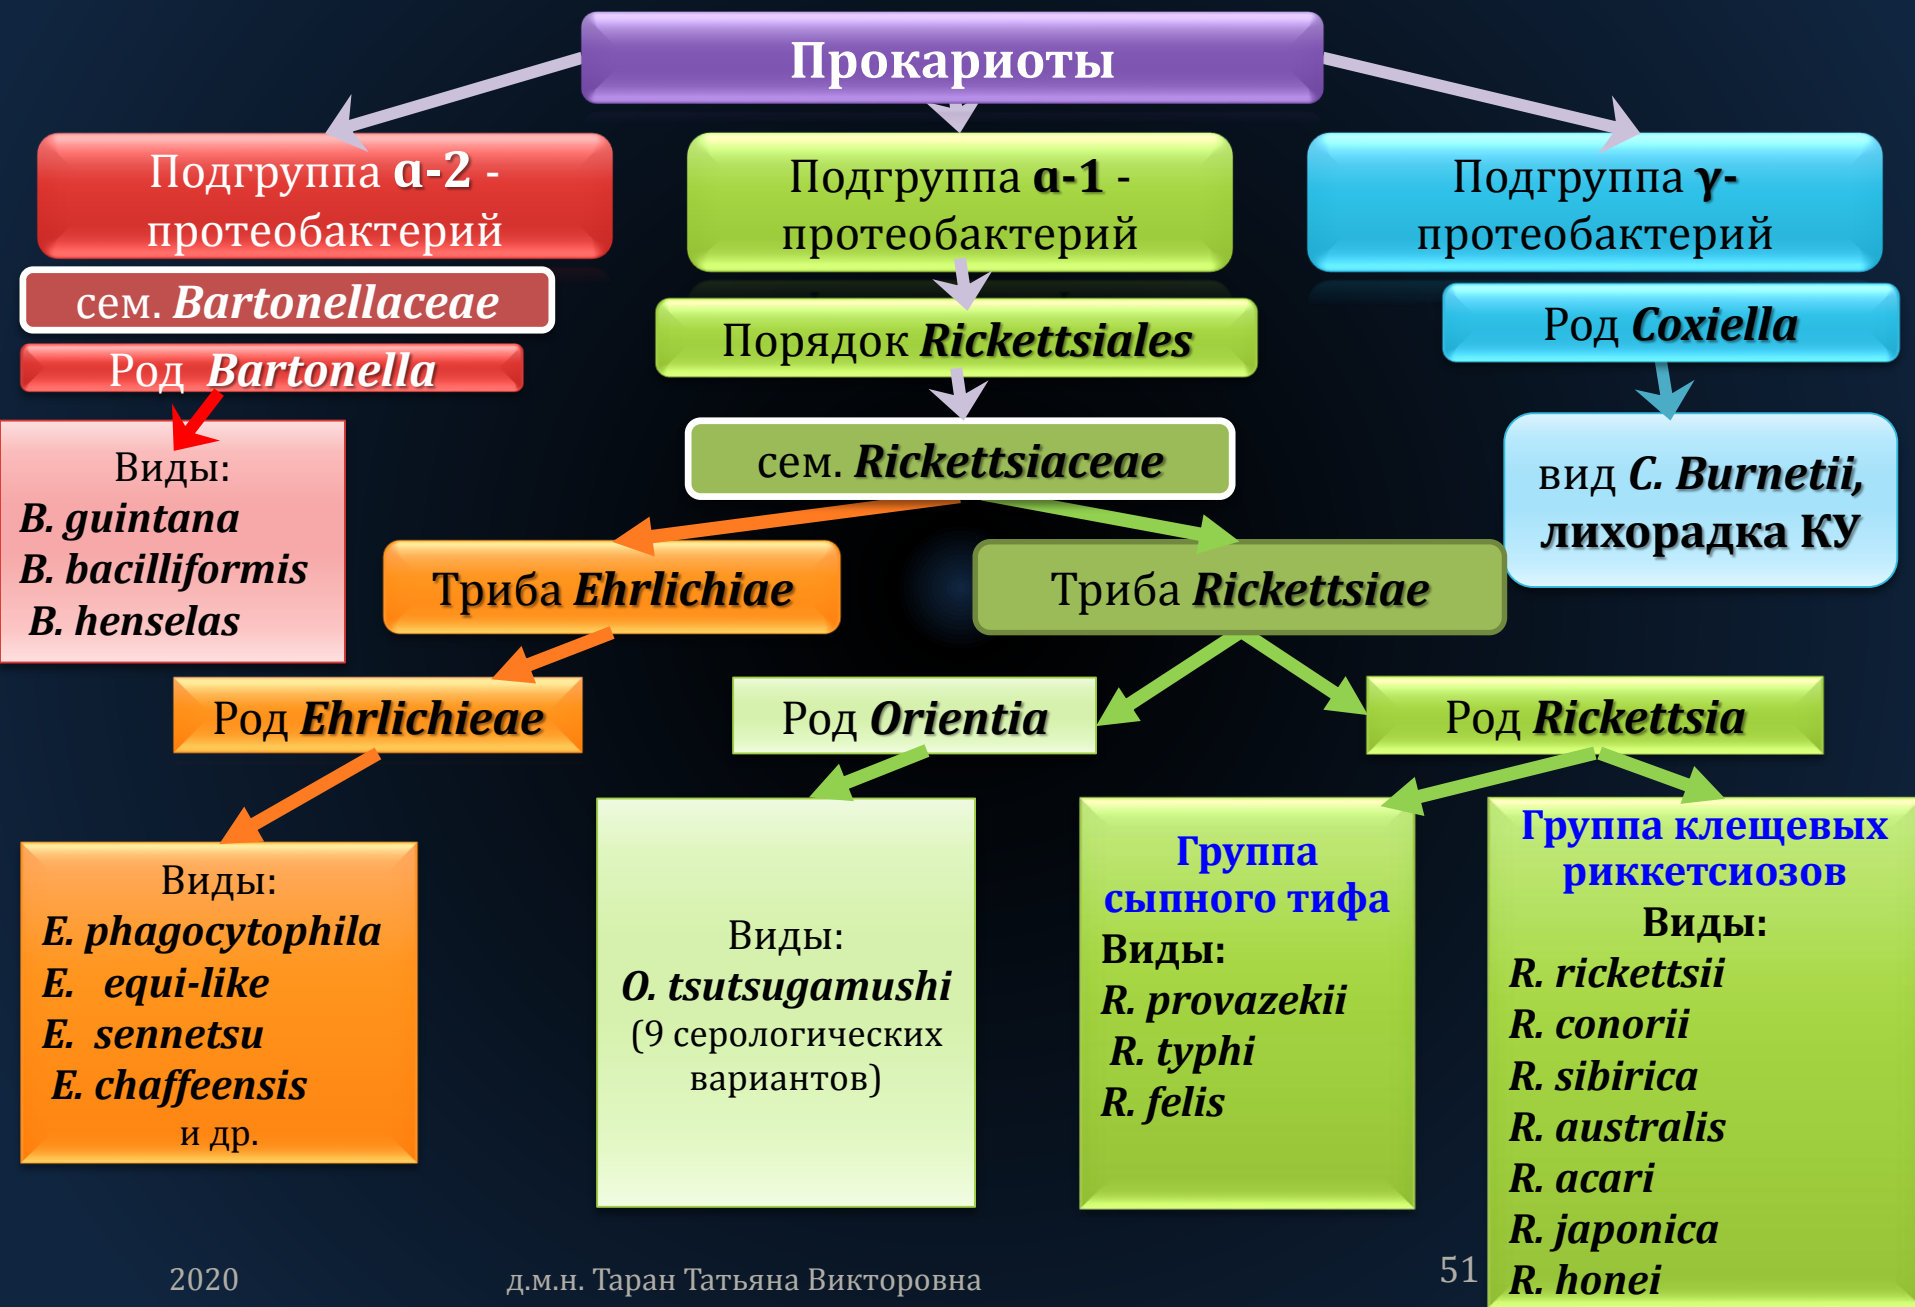 Прокариоты
Подгруппа α-2 -
протеобактерий
сем. Bartonellaceae
Род Bartonella
Виды:
B. guintana
B. bacilliformis
B. henselas
Подгруппа α-1 -
протеобактерий
Порядок Rickettsiales
сем. Rickettsiaceae
Подгруппа γ-
протеобактерий
Род Coxiella
вид C. Burnetii,
лихорадка КУ
Триба Ehrlichiae
Триба Rickettsiae
Род Ehrlichieae
Род Orientia
Род Rickettsia
Виды:
E. phagocytophila
E. equi-like
E. sennetsu
E. chaffeensis
и др.
Виды:
O. tsutsugamushi
(9 серологических
вариантов)
Группа
сыпного тифа
Виды:
R. provazekii
R. typhi
R. felis
Группа клещевых
риккетсиозов
Виды:
R. rickettsii
R. conorii
R. sibirica
R. australis
R. acari
R. japonica
R. honei
2020
д.м.н. Таран Татьяна Викторовна
51